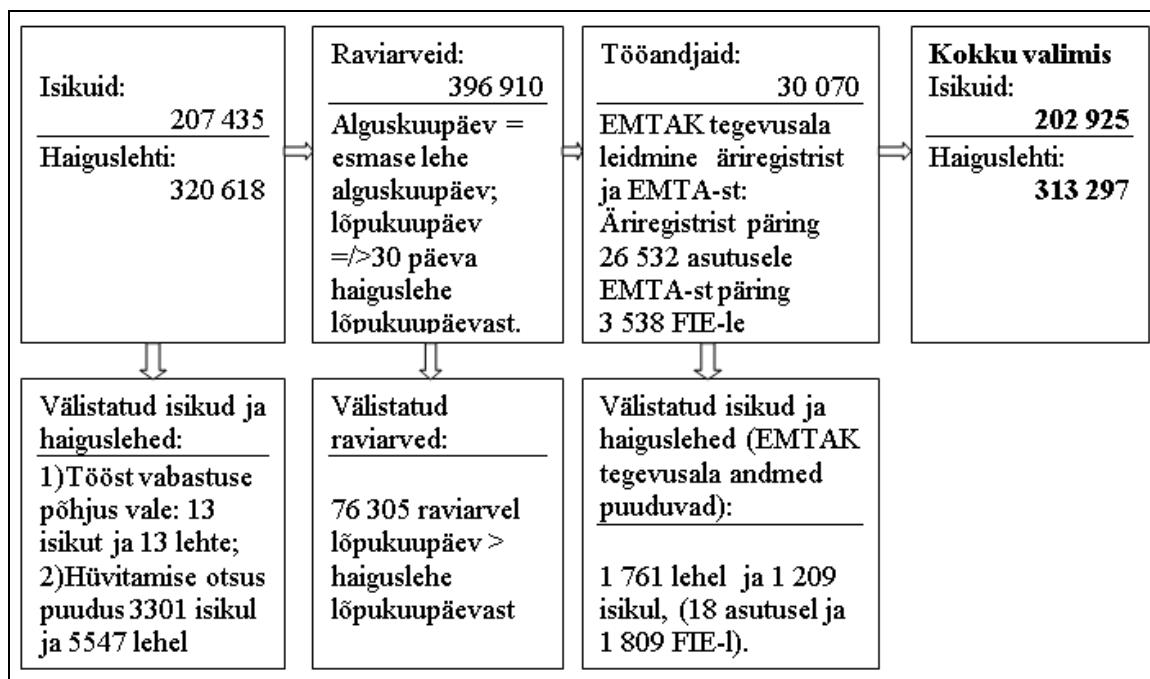 Isikuid:
207 435
Haiguslehti:
320 618
Raviarveid:
396 910
Alguskuupäev =
esmase lehe
alguskuupäev;
lõpukuupäev
=/>30 päeva
haiguslehe
lõpukuupäevast.
Tööandjaid:
30 070
EMTAK tegevusala
leidmine äriregistrist
ja EMTA-st:
Äriregistrist päring
26 532 asutusele
EMTA-st päring
3 538 FIE-le
Kokku valimis
Isikuid:
202 925
Haiguslehti:
313 297
Välistatud isikud ja
haiguslehed:
1)Tööst vabastuse
põhjus vale: 13
isikut ja 13 lehte;
2)Hüvitamise otsus
puudus 3301 isikul
ja 5547 lehel
Välistatud
raviarved:
76 305 raviarvel
lõpukuupäev >
haiguslehe
lõpukuupäevast
Välistatud isikud ja
haiguslehed (EMTAK
tegevusala andmed
puuduvad):
1 761 lehel ja 1 209
isikul, (18 asutusel ja
1 809 FIE-l).